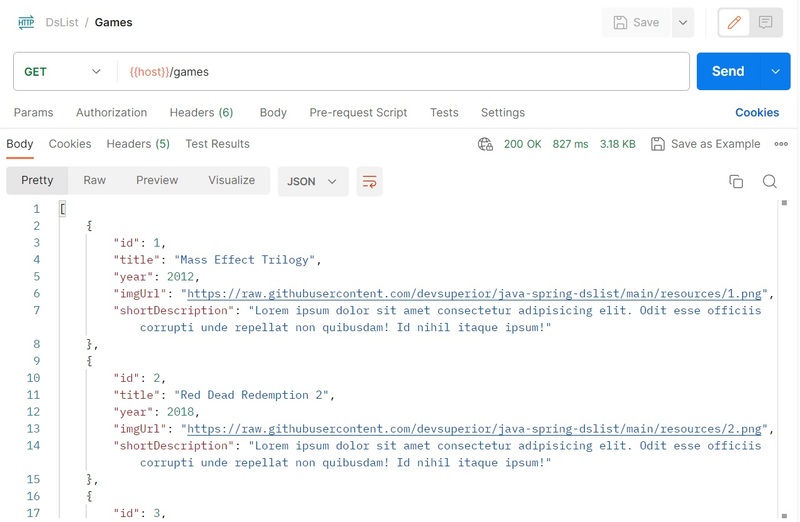 HTTP DsList / Games Save
GET {{host}}/games Send
Params Authorization Headers (6) Body Pre-request Script Tests Settings Cookies
Body Cookies Headers (5) Test Results 200 OK 827 ms 3.18 KB Save as Example
Pretty Raw Preview Visualize JSON
1 [
2 {
3 "id": 1,
4 "title": "Mass Effect Trilogy",
5 "year": 2012,
6 "imgUrl": "https://raw.githubusercontent.com/devsuperior/java-spring-dslist/main/resources/1.png",
7 "shortDescription": "Lorem ipsum dolor sit amet consectetur adipisicing elit. Odit esse officiis
corrupti unde repellat non quibusdam! Id nihil itaque ipsum!"
8 },
9 {
10 "id": 2,
11 "title": "Red Dead Redemption 2",
12 "year": 2018,
13 "imgUrl": "https://raw.githubusercontent.com/devsuperior/java-spring-dslist/main/resources/2.png",
14 "shortDescription": "Lorem ipsum dolor sit amet consectetur adipisicing elit. Odit esse officiis
corrupti unde repellat non quibusdam! Id nihil itaque ipsum!"
15 },
16 {
17 "id": 3,